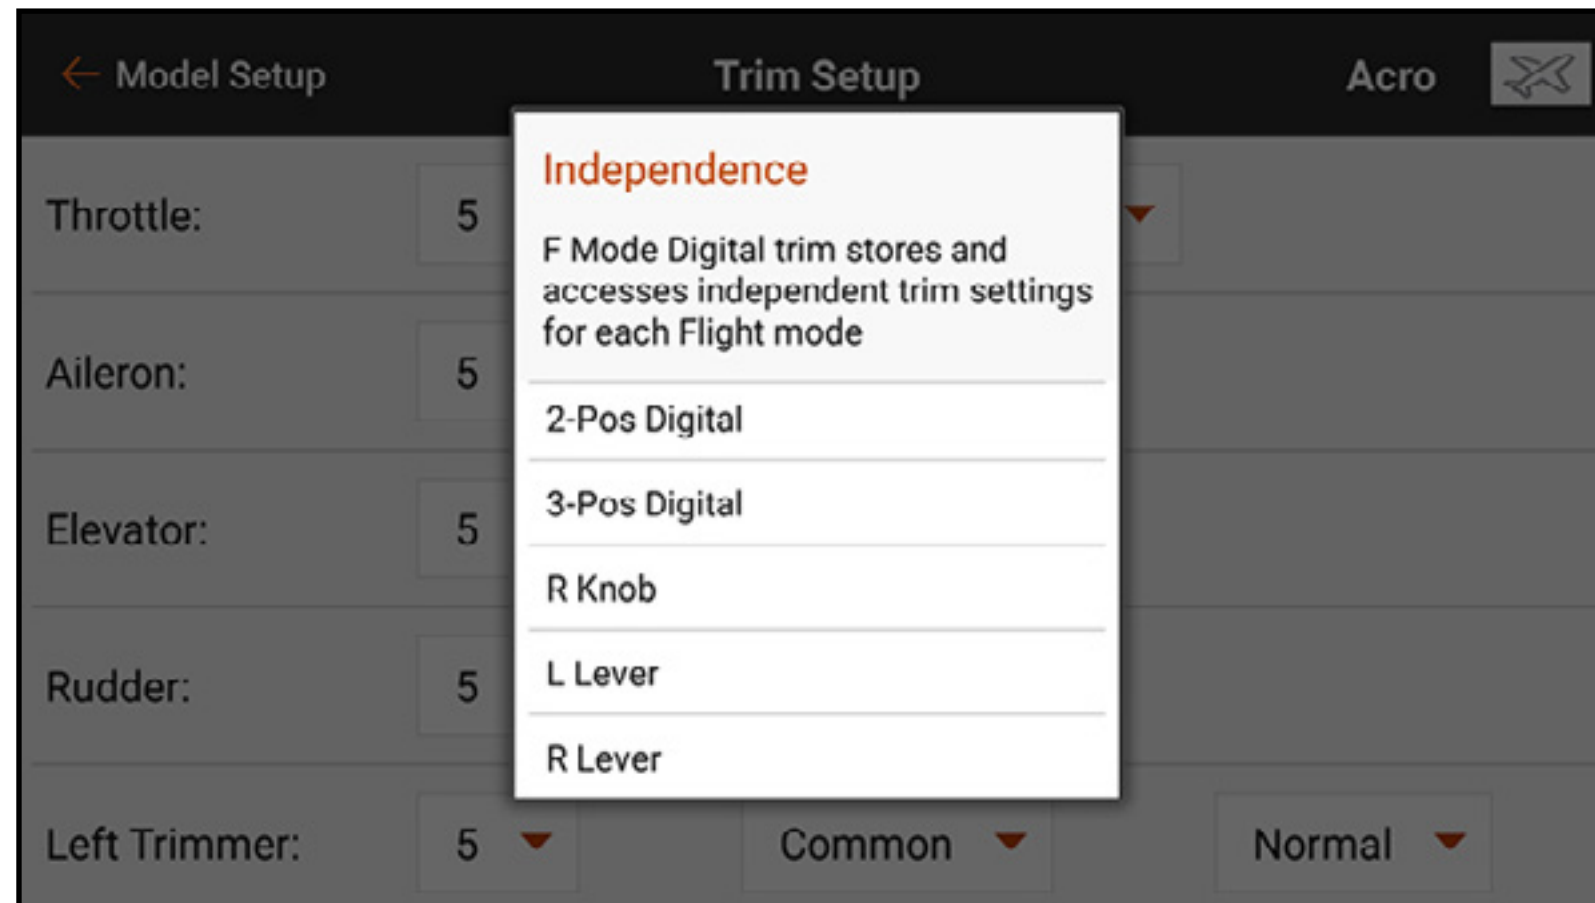 Model Setup
Trim Setup
Acro
Independence
F Mode Digital trim stores and
accesses independent trim settings
for each Flight mode
2-Pos Digital
3-Pos Digital
R Knob
L Lever
R Lever
Throttle: 5
Aileron: 5
Elevator: 5
Rudder: 5
Left Trimmer: 5 Common Normal